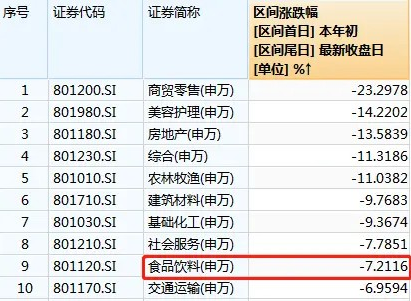 序号 证券代码 证券简称 区间涨跌幅
[区间首日] 本年初
[区间尾日] 最新收盘日
[单位] %↑
1 801200.SI 商贸零售(申万) -23.2978
2 801980.SI 美容护理(申万) -14.2202
3 801180.SI 房地产(申万) -13.5839
4 801230.SI 综合(申万) -11.3186
5 801010.SI 农林牧渔(申万) -11.0382
6 801710.SI 建筑材料(申万) -9.7683
7 801030.SI 基础化工(申万) -9.3674
8 801210.SI 社会服务(申万) -7.7851
9 801120.SI 食品饮料(申万) -7.2116
10 801170.SI 交通运输(申万) -6.9594